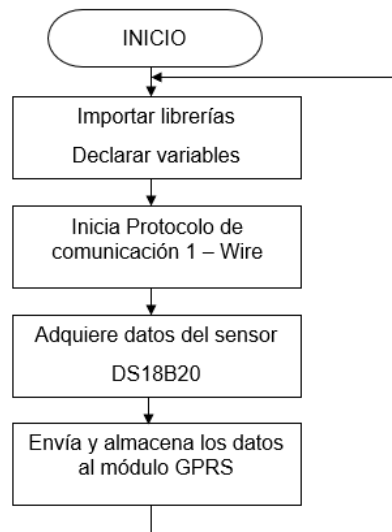 INICIO
Importar librerías
Declarar variables
Inicia Protocolo de
comunicación 1 – Wire
Adquiere datos del sensor
DS18B20
Envía y almacena los datos
al módulo GPRS